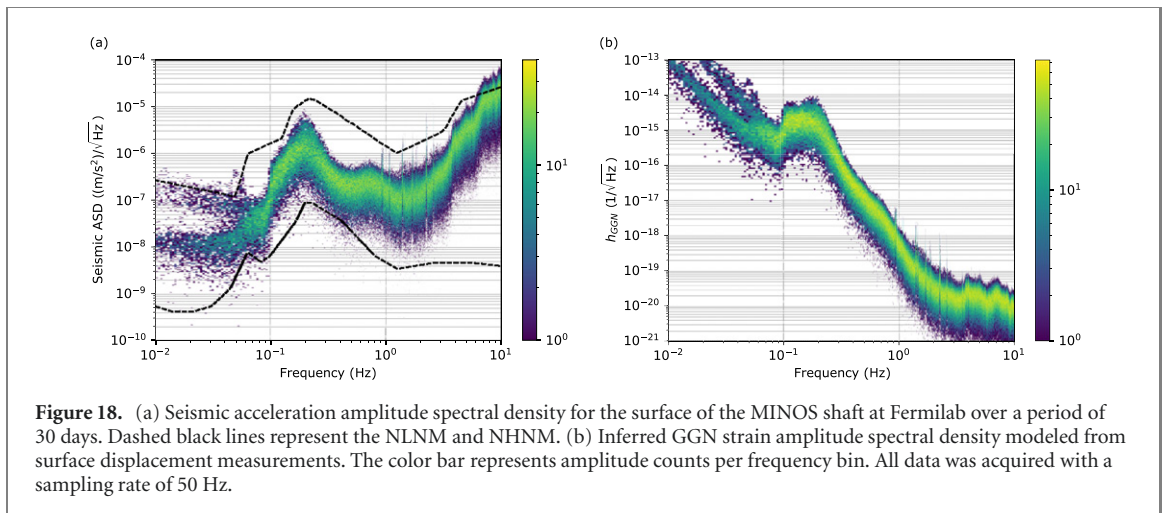 (a)
(b)
10⁻⁴
10⁻⁵
10⁻⁶
10⁻⁷
10⁻⁸
10⁻⁹
10⁻¹⁰
Seismic ASD ((m/s²)/√Hz)
10⁻² 10⁻¹ 10⁰ 10¹
Frequency (Hz)
10¹
10⁰
10⁻¹³
10⁻¹⁴
10⁻¹⁵
10⁻¹⁶
10⁻¹⁷
10⁻¹⁸
10⁻¹⁹
10⁻²⁰
10⁻²¹
h_GGN (1/√Hz)
10⁻² 10⁻¹ 10⁰ 10¹
Frequency (Hz)
10¹
10⁰
Figure 18. (a) Seismic acceleration amplitude spectral density for the surface of the MINOS shaft at Fermilab over a period of
30 days. Dashed black lines represent the NLNM and NHNM. (b) Inferred GGN strain amplitude spectral density modeled from
surface displacement measurements. The color bar represents amplitude counts per frequency bin. All data was acquired with a
sampling rate of 50 Hz.